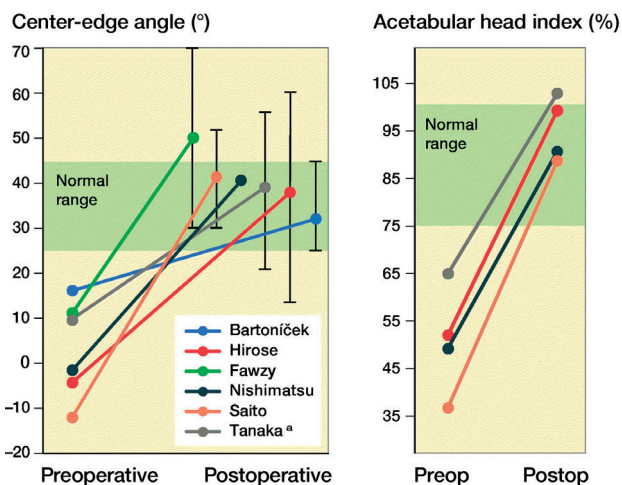 Center-edge angle (°)
70
60
50
40
30
20
10
0
–10
–20
Normal
range
Bartoníček
Hirose
Fawzy
Nishimatsu
Saito
Tanaka a
Preoperative
Postoperative
Acetabular head index (%)
105
95
85
75
65
55
45
35
Normal
range
Preop
Postop